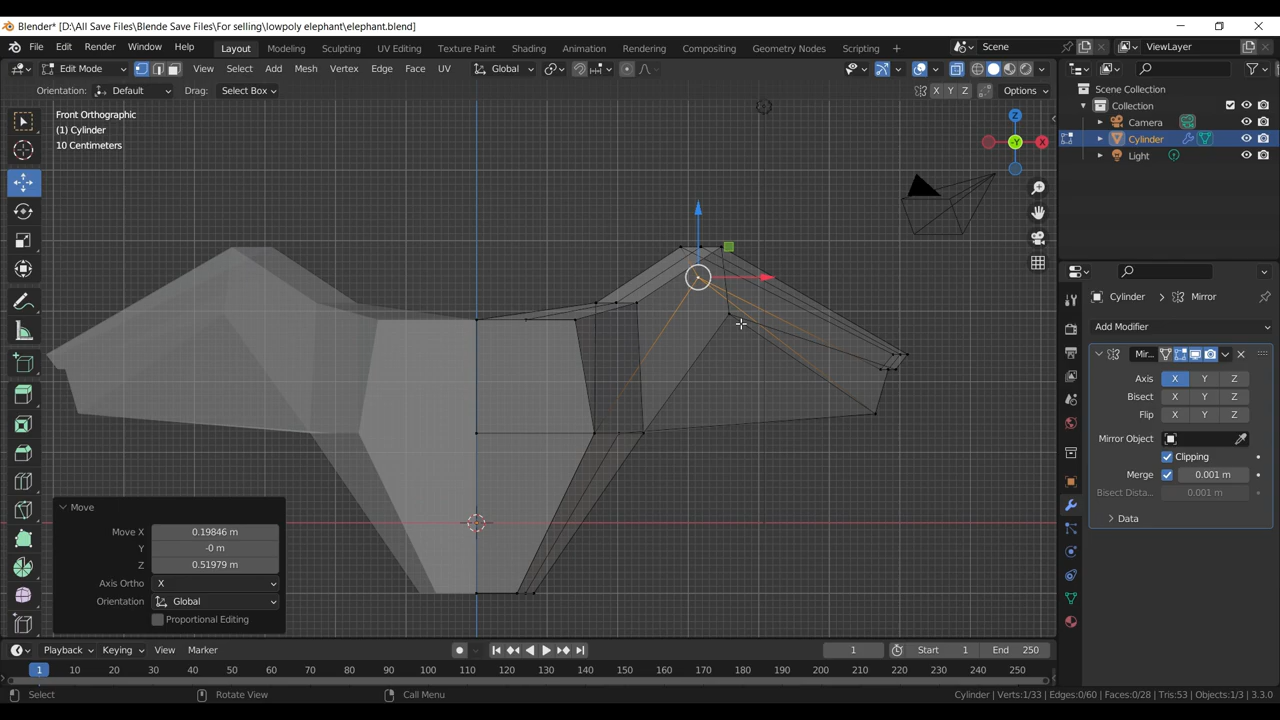 Blender* [D:\All Save Files\Blende Save Files\For selling\lowpoly elephant\elephant.blend]
File Edit Render Window Help Layout Modeling Sculpting UV Editing Texture Paint Shading Animation Rendering Compositing Geometry Nodes Scripting + Scene ViewLayer
Edit Mode View Select Add Mesh Vertex Edge Face UV Global
Orientation: Default Drag: Select Box X Y Z Options
Scene Collection
Collection
Camera
Cylinder
Light
Front Orthographic
(1) Cylinder
10 Centimeters
Z
-Y
X
Cylinder > Mirror
Add Modifier
Mir...
Axis X Y Z
Bisect X Y Z
Flip X Y Z
Mirror Object
Clipping
Merge 0.001 m
Bisect Dista... 0.001 m
Data
Move
Move X 0.19846 m
Y -0 m
Z 0.51979 m
Axis Ortho X
Orientation Global
Proportional Editing
Playback Keying View Marker 1 Start 1 End 250
1 10 20 30 40 50 60 70 80 90 100 110 120 130 140 150 160 170 180 190 200 210 220 230 240 250
Select Rotate View Call Menu Cylinder | Verts:1/33 | Edges:0/60 | Faces:0/28 | Tris:53 | Objects:1/3 | 3.3.0